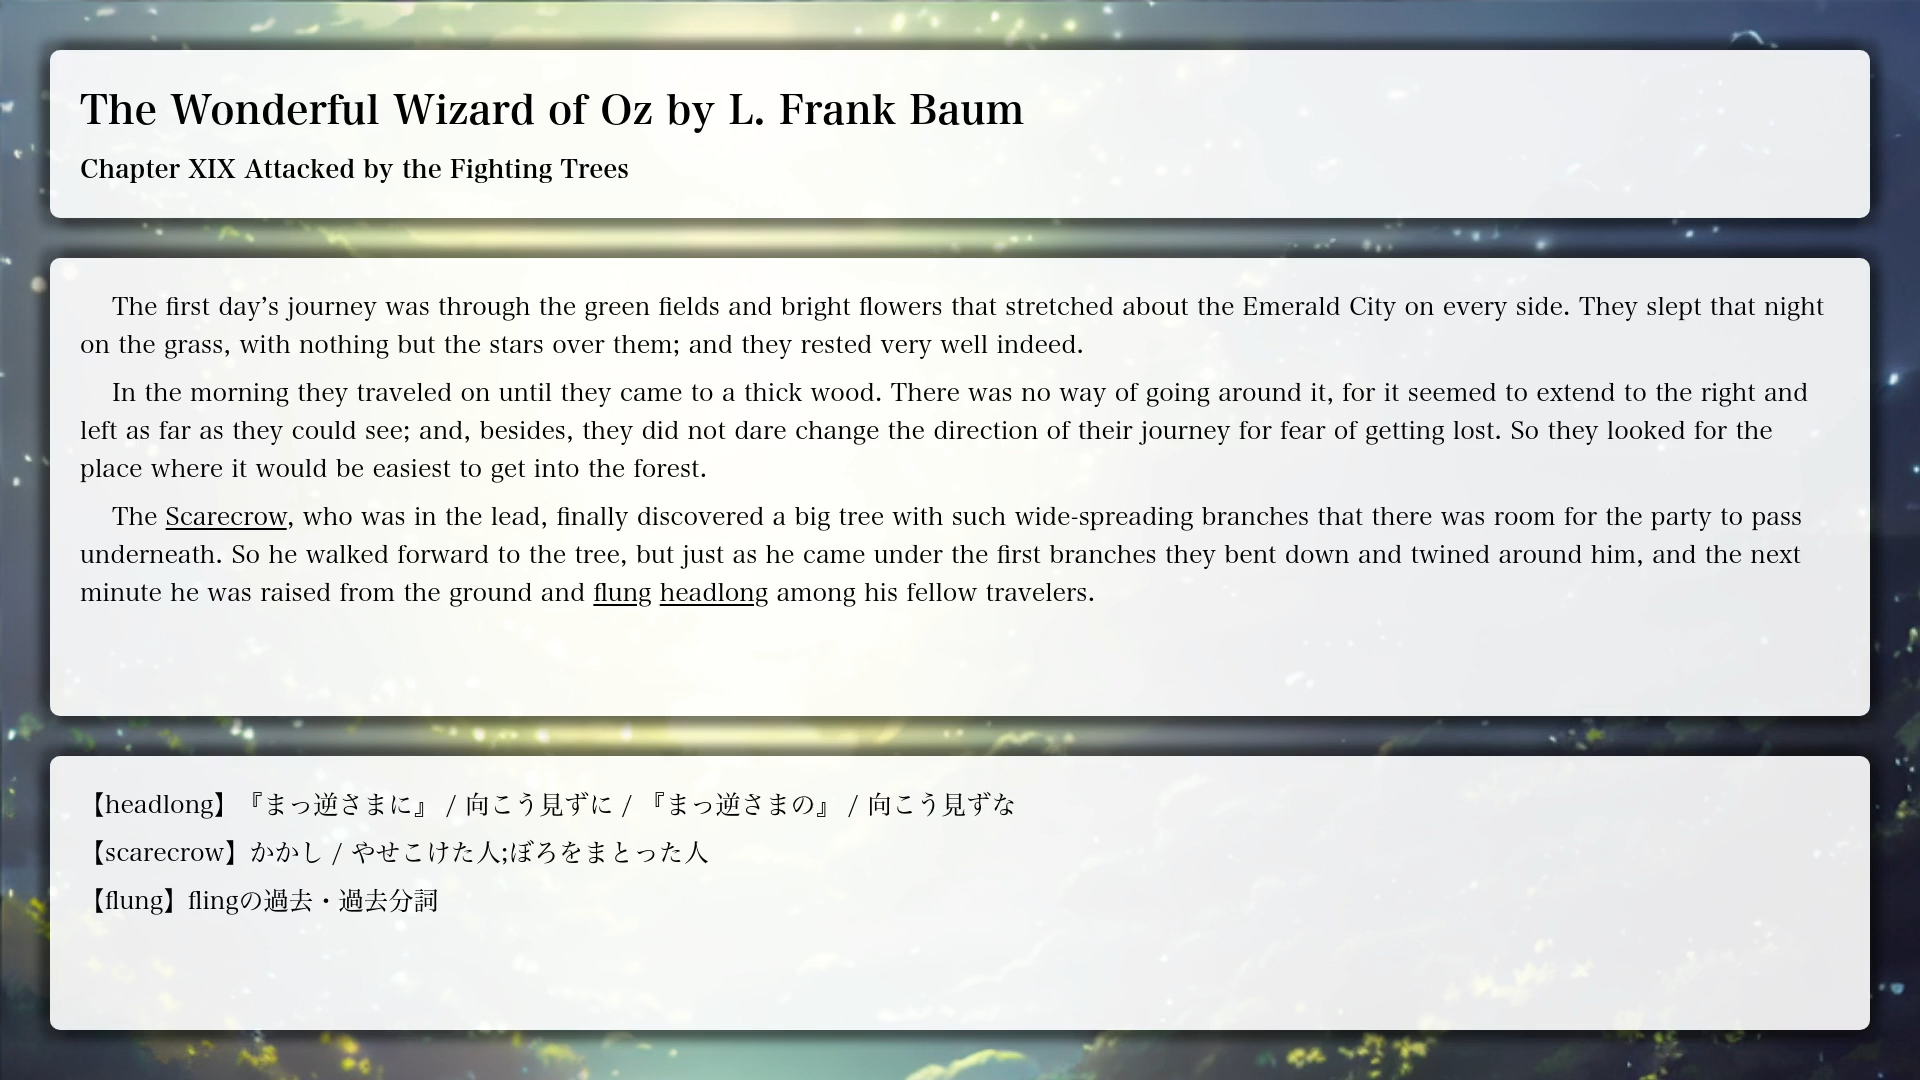 The Wonderful Wizard of Oz by L. Frank Baum
Chapter XIX Attacked by the Fighting Trees
The first day’s journey was through the green fields and bright flowers that stretched about the Emerald City on every side. They slept that night
on the grass, with nothing but the stars over them; and they rested very well indeed.
In the morning they traveled on until they came to a thick wood. There was no way of going around it, for it seemed to extend to the right and
left as far as they could see; and, besides, they did not dare change the direction of their journey for fear of getting lost. So they looked for the
place where it would be easiest to get into the forest.
The Scarecrow, who was in the lead, finally discovered a big tree with such wide-spreading branches that there was room for the party to pass
underneath. So he walked forward to the tree, but just as he came under the first branches they bent down and twined around him, and the next
minute he was raised from the ground and flung headlong among his fellow travelers.
【headlong】『まっ逆さまに』 / 向こう見ずに / 『まっ逆さまの』 / 向こう見ずな
【scarecrow】かかし / やせこけた人;ぼろをまとった人
【flung】flingの過去・過去分詞